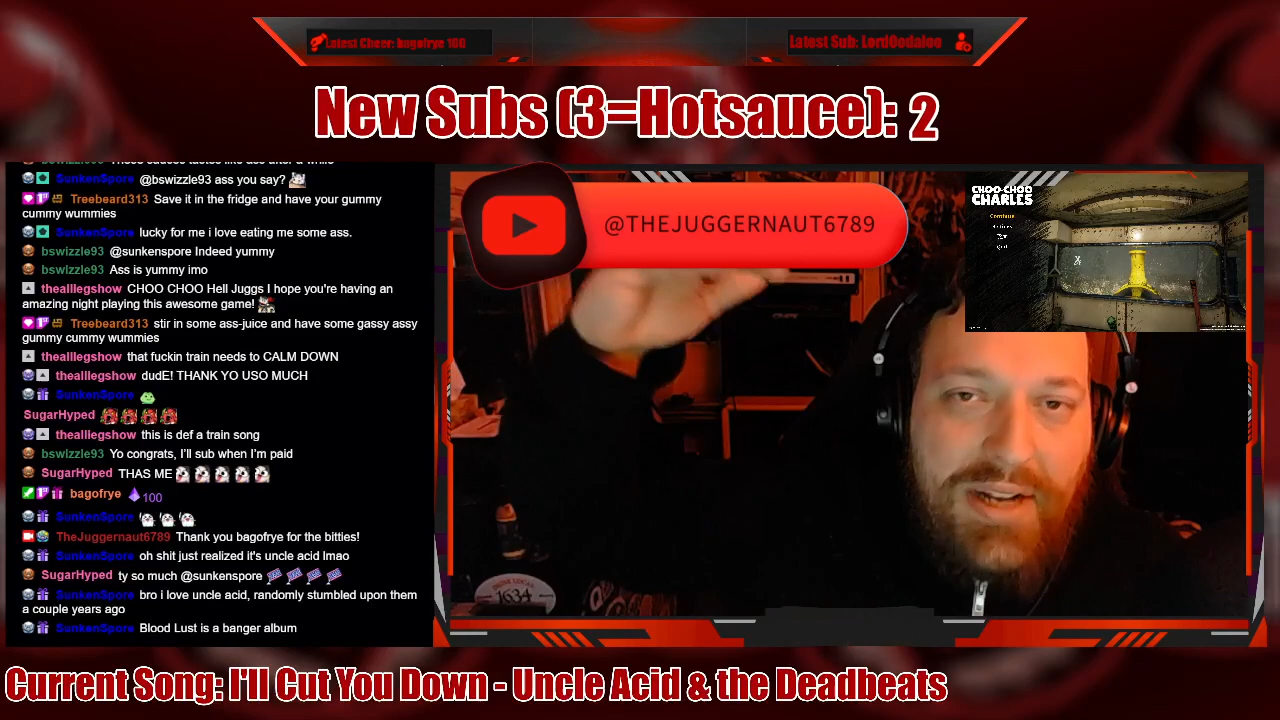 Latest Cheer: bagofrye 100
Latest Sub: LordOodaloo
New Subs (3=Hotsauce): 2
SunkenSpore @bswizzle93 ass you say?
Treebeard313 Save it in the fridge and have your gummy
cummy wummies
SunkenSpore lucky for me i love eating me some ass.
bswizzle93 @sunkenspore Indeed yummy
bswizzle93 Ass is yummy imo
thealllegshow CHOO CHOO Hell Juggs I hope you're having an
amazing night playing this awesome game!
Treebeard313 stir in some ass-juice and have some gassy assy
gummy cummy wummies
thealllegshow that fuckin train needs to CALM DOWN
thealllegshow dudE! THANK YO USO MUCH
SunkenSpore
SugarHyped
thealllegshow this is def a train song
bswizzle93 Yo congrats, I'll sub when I'm paid
SugarHyped THAS ME
bagofrye 100
SunkenSpore
TheJuggernaut6789 Thank you bagofrye for the bitties!
SunkenSpore oh shit just realized it's uncle acid lmao
SugarHyped ty so much @sunkenspore
SunkenSpore bro i love uncle acid, randomly stumbled upon them
a couple years ago
SunkenSpore Blood Lust is a banger album
@THEJUGGERNAUT6789
CHOO-CHOO
CHARLES
Continue
Quit
1634
Current Song: I'll Cut You Down - Uncle Acid & the Deadbeats